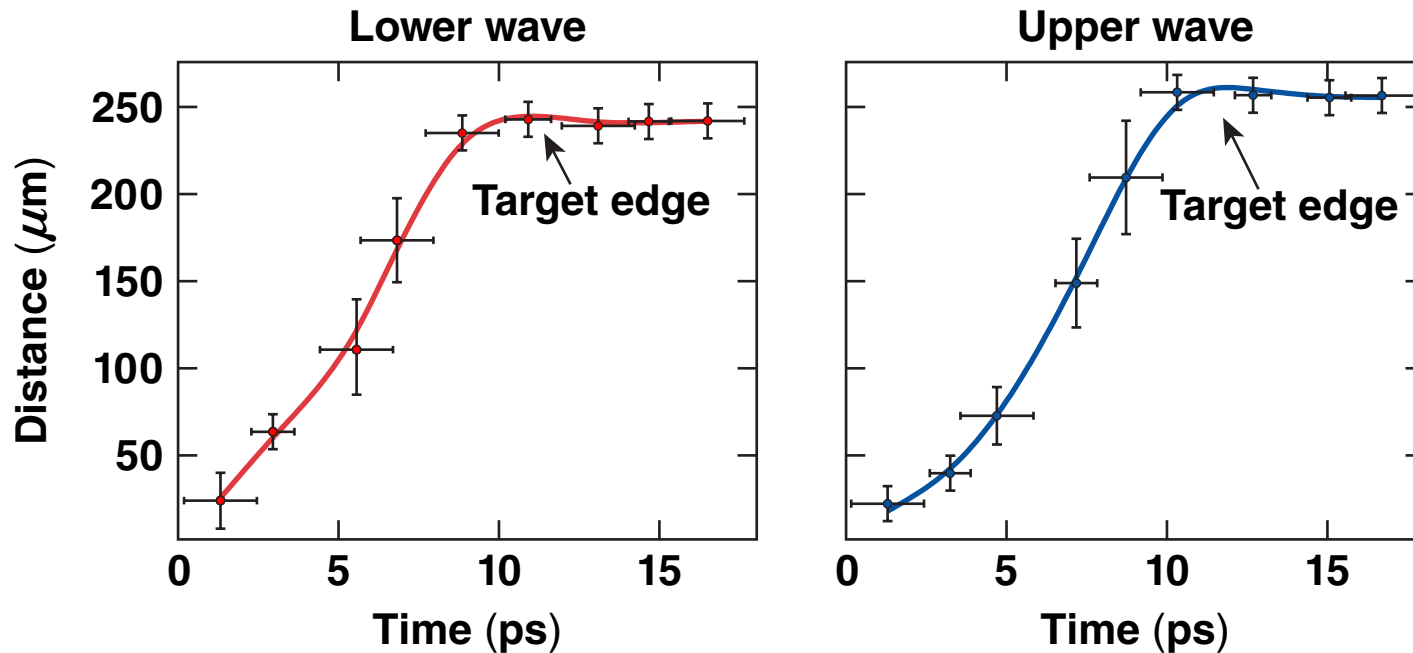 Lower wave
Upper wave
Distance (μm)
250
200
150
100
50
Target edge
Target edge
0 5 10 15
0 5 10 15
Time (ps)
Time (ps)